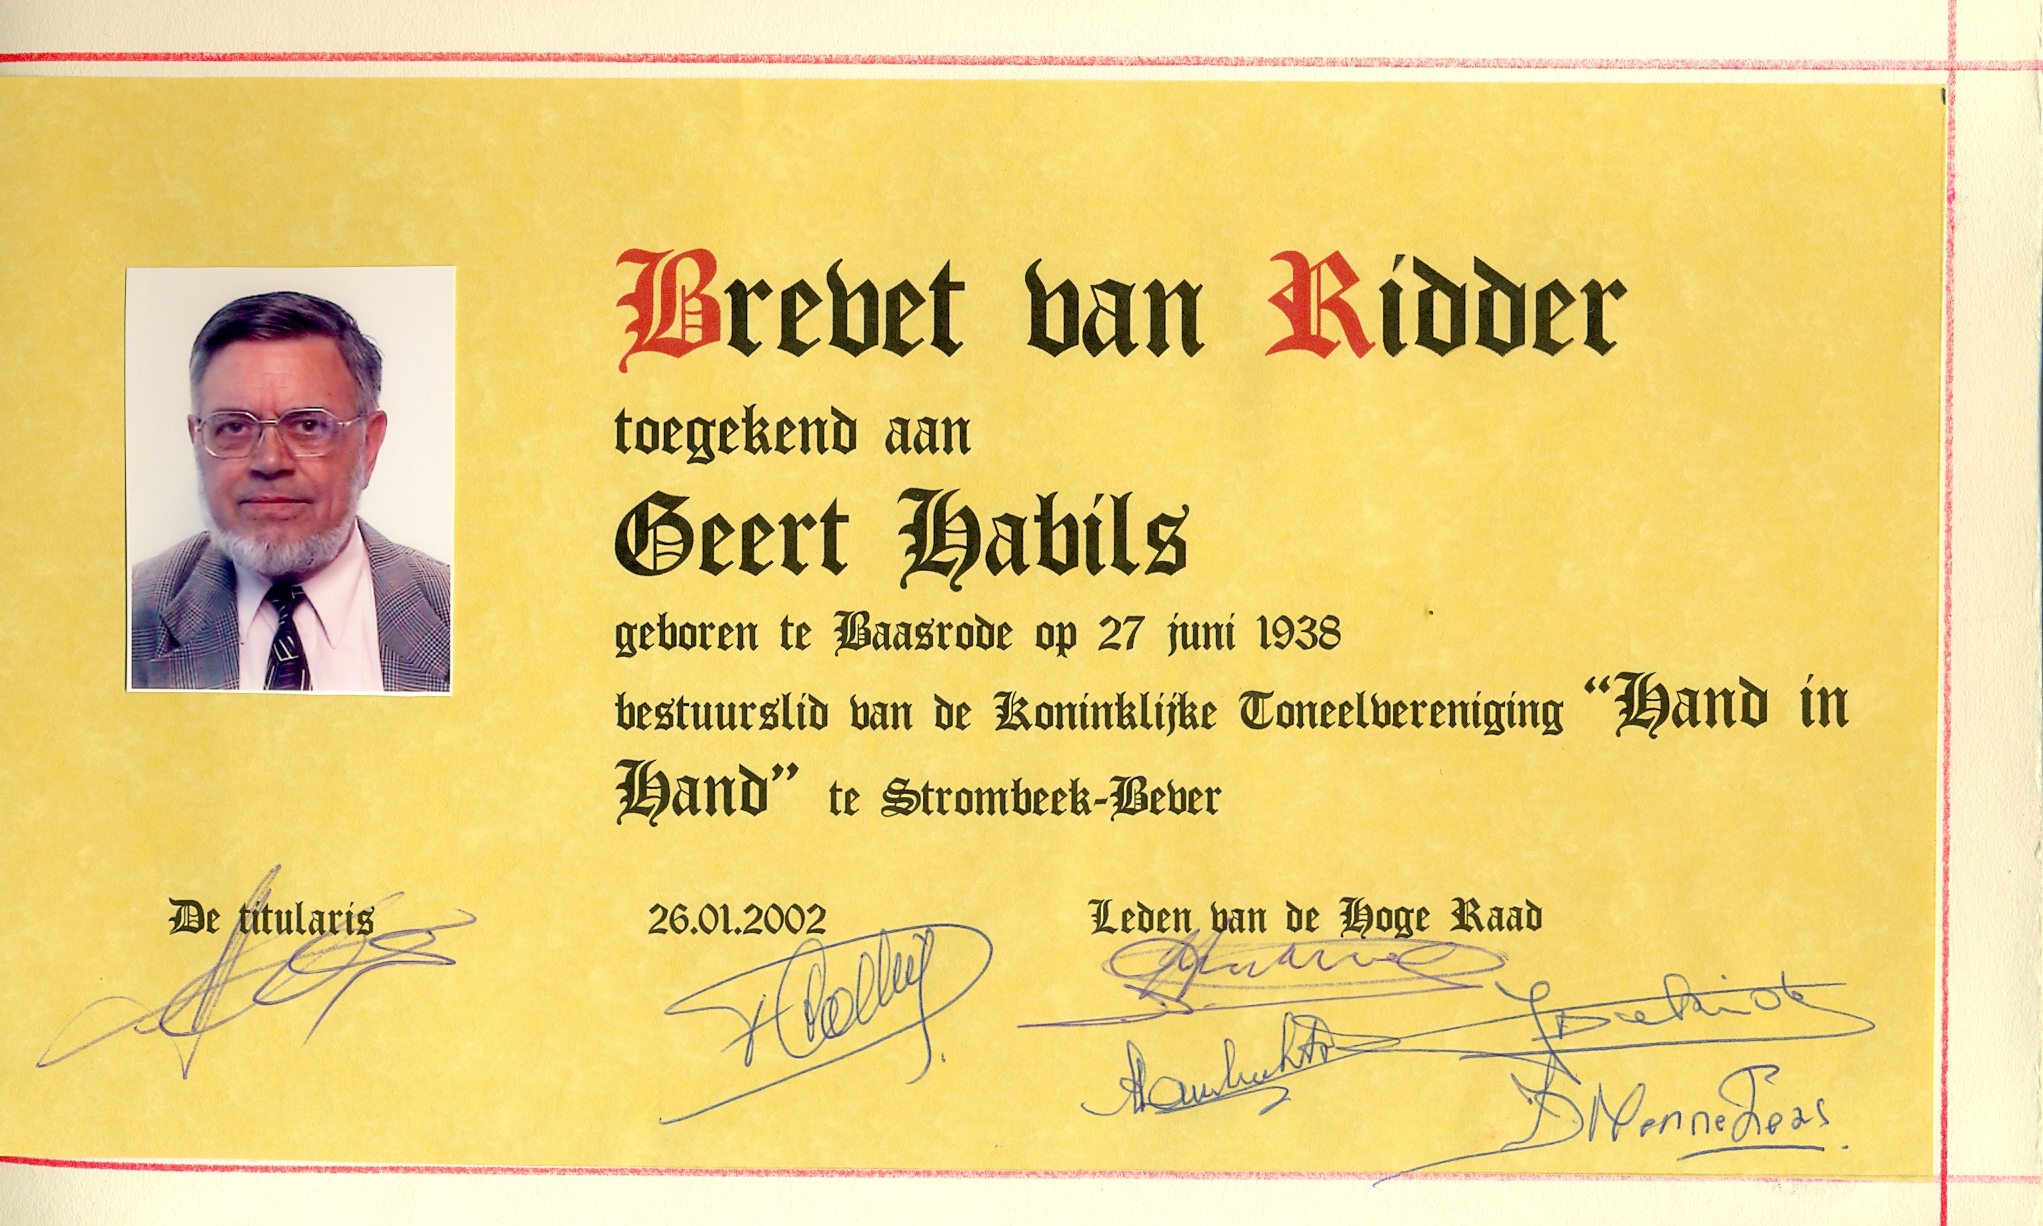 Brevet van Ridder
toegekend aan
Geert Habils
geboren te Baasrode op 27 juni 1938
bestuurslid van de Koninklijke Toneelvereniging “Hand in
Hand” te Strombeek-Bever
De titularis 26.01.2002 Leden van de Hoge Raad